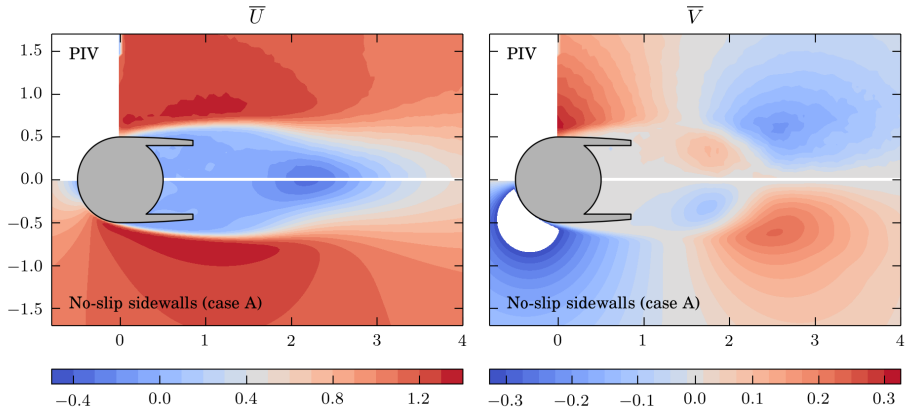 U V
PIV PIV
1.5
1.0
0.5
0.0
−0.5
−1.0
−1.5
No-slip sidewalls (case A) No-slip sidewalls (case A)
0 1 2 3 4 0 1 2 3 4
−0.4 0.0 0.4 0.8 1.2 −0.3 −0.2 −0.1 0.0 0.1 0.2 0.3